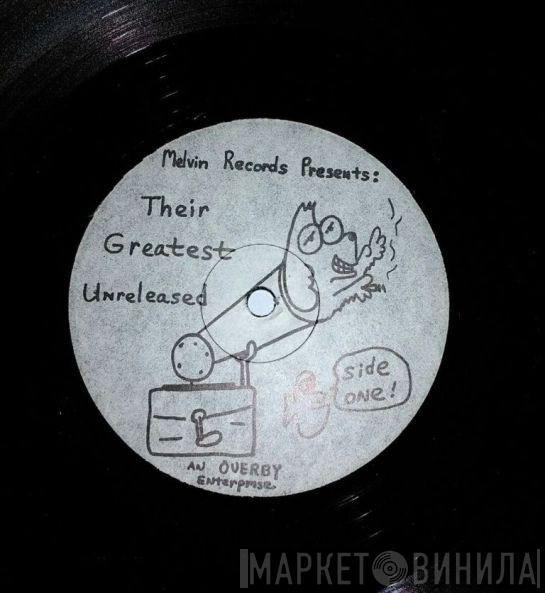 Melvin Records Presents:
Their
Greatest
Unreleased
side
one!
AN OVERBY
Enterprise
МАРКЕТ ВИНИЛА